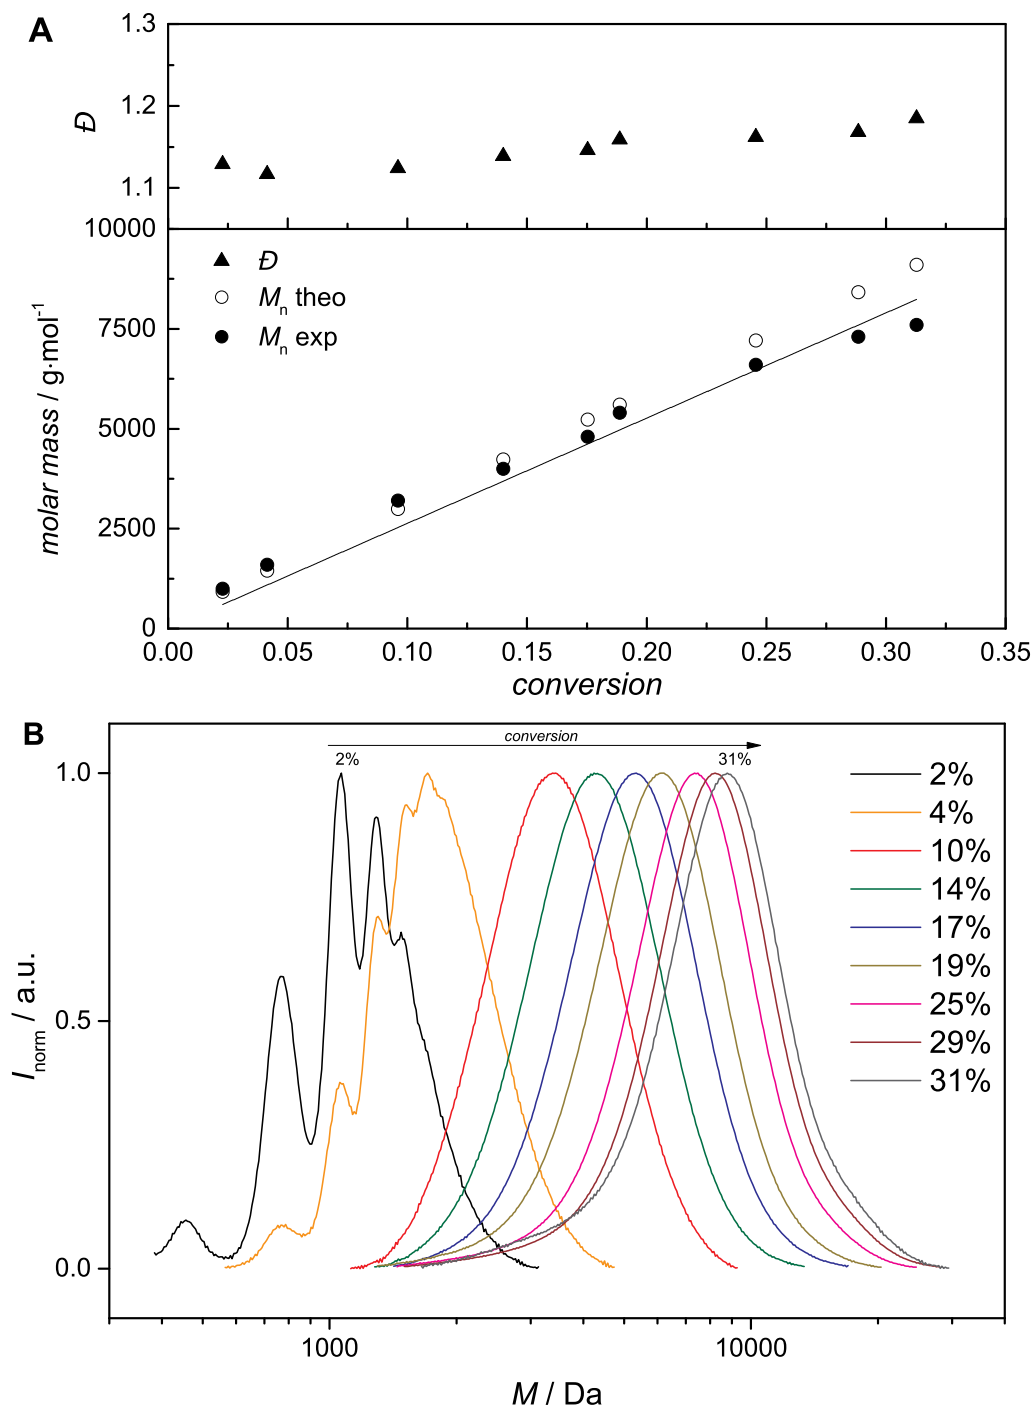 A
1.3
1.2
1.1
Đ
10000
7500
5000
2500
0
molar mass / g·mol⁻¹
Đ
Mₙ theo
Mₙ exp
0.00 0.05 0.10 0.15 0.20 0.25 0.30 0.35
conversion
B
conversion
2% 31%
1.0
0.5
0.0
I_norm / a.u.
2%
4%
10%
14%
17%
19%
25%
29%
31%
1000 10000
M / Da